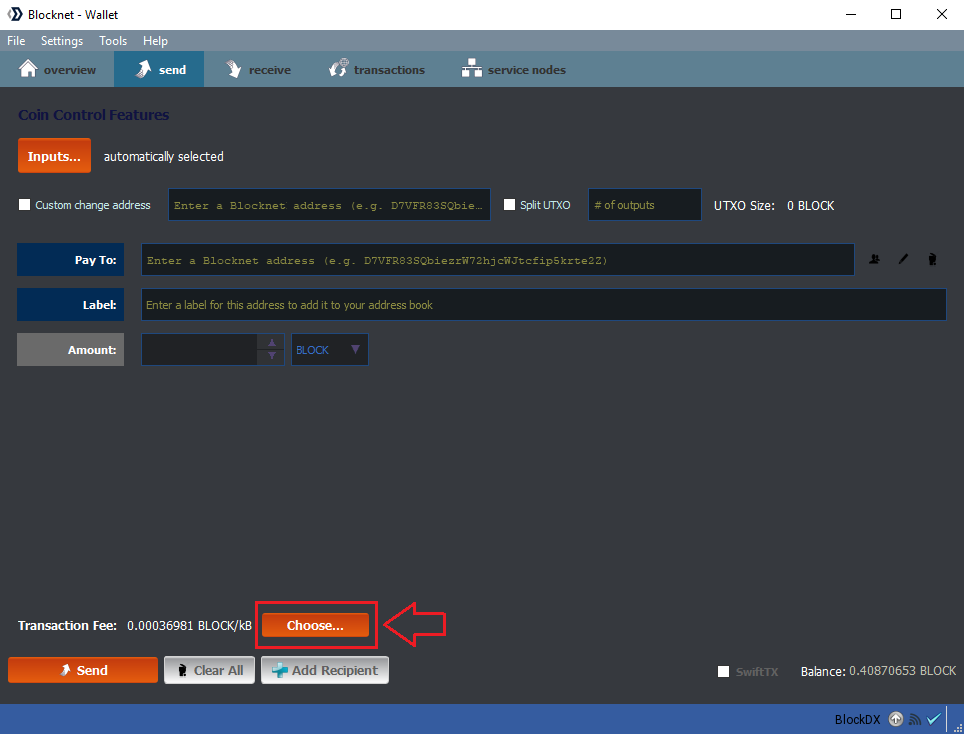 Blocknet - Wallet
File Settings Tools Help
overview send receive transactions service nodes
Coin Control Features
Inputs... automatically selected
Custom change address Enter a Blocknet address (e.g. D7VFR83SQbie... Split UTXO # of outputs UTXO Size: 0 BLOCK
Pay To: Enter a Blocknet address (e.g. D7VFR83SQbiezrW72hjcWJtcfip5krte2Z)
Label: Enter a label for this address to add it to your address book
Amount: BLOCK
Transaction Fee: 0.00036981 BLOCK/kB Choose...
Send Clear All Add Recipient SwiftTX Balance: 0.40870653 BLOCK
BlockDX